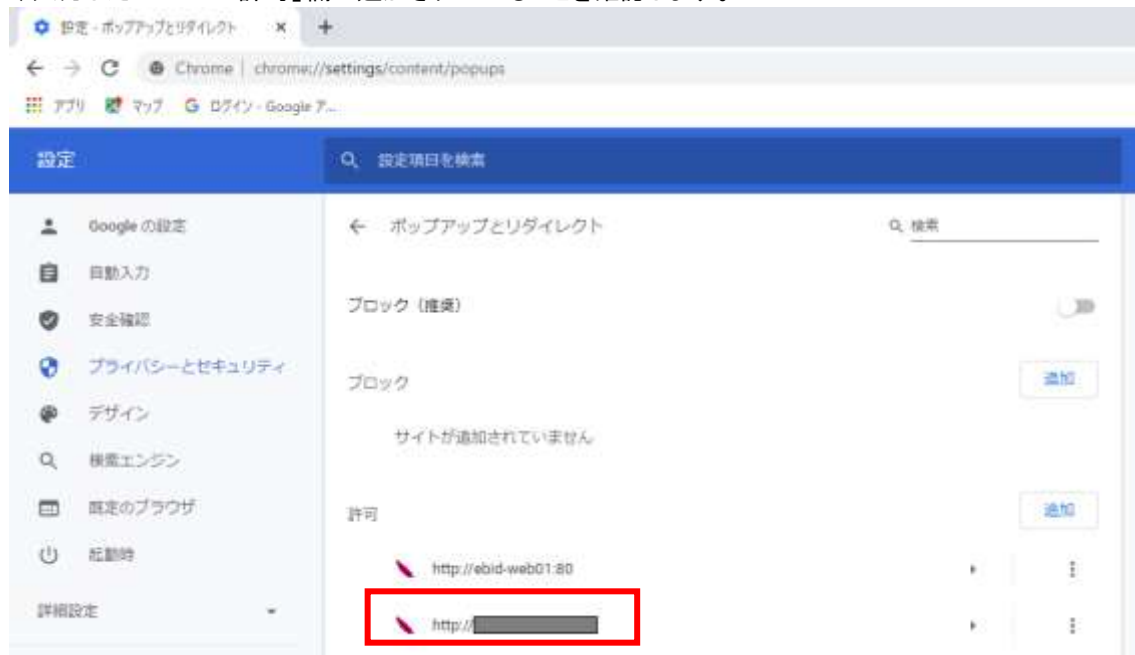 設定 - ポップアップとリダイレクト × +
Chrome | chrome://settings/content/popups
アプリ マップ G ログイン - Google ア...
設定 設定項目を検索
Google の設定
自動入力
安全確認
プライバシーとセキュリティ
デザイン
検索エンジン
既定のブラウザ
起動時
詳細設定
ポップアップとリダイレクト 検索
ブロック（推奨）
ブロック 追加
サイトが追加されていません
許可 追加
http://ebid-web01:80
http://